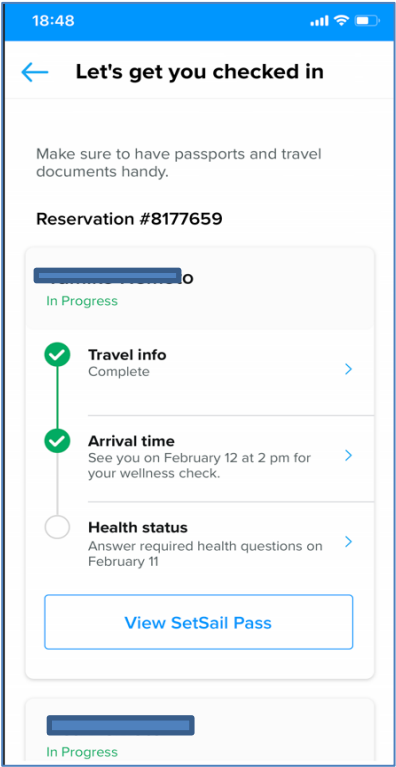 18:48
Let's get you checked in
Make sure to have passports and travel
documents handy.
Reservation #8177659
In Progress
Travel info
Complete
Arrival time
See you on February 12 at 2 pm for
your wellness check.
Health status
Answer required health questions on
February 11
View SetSail Pass
In Progress